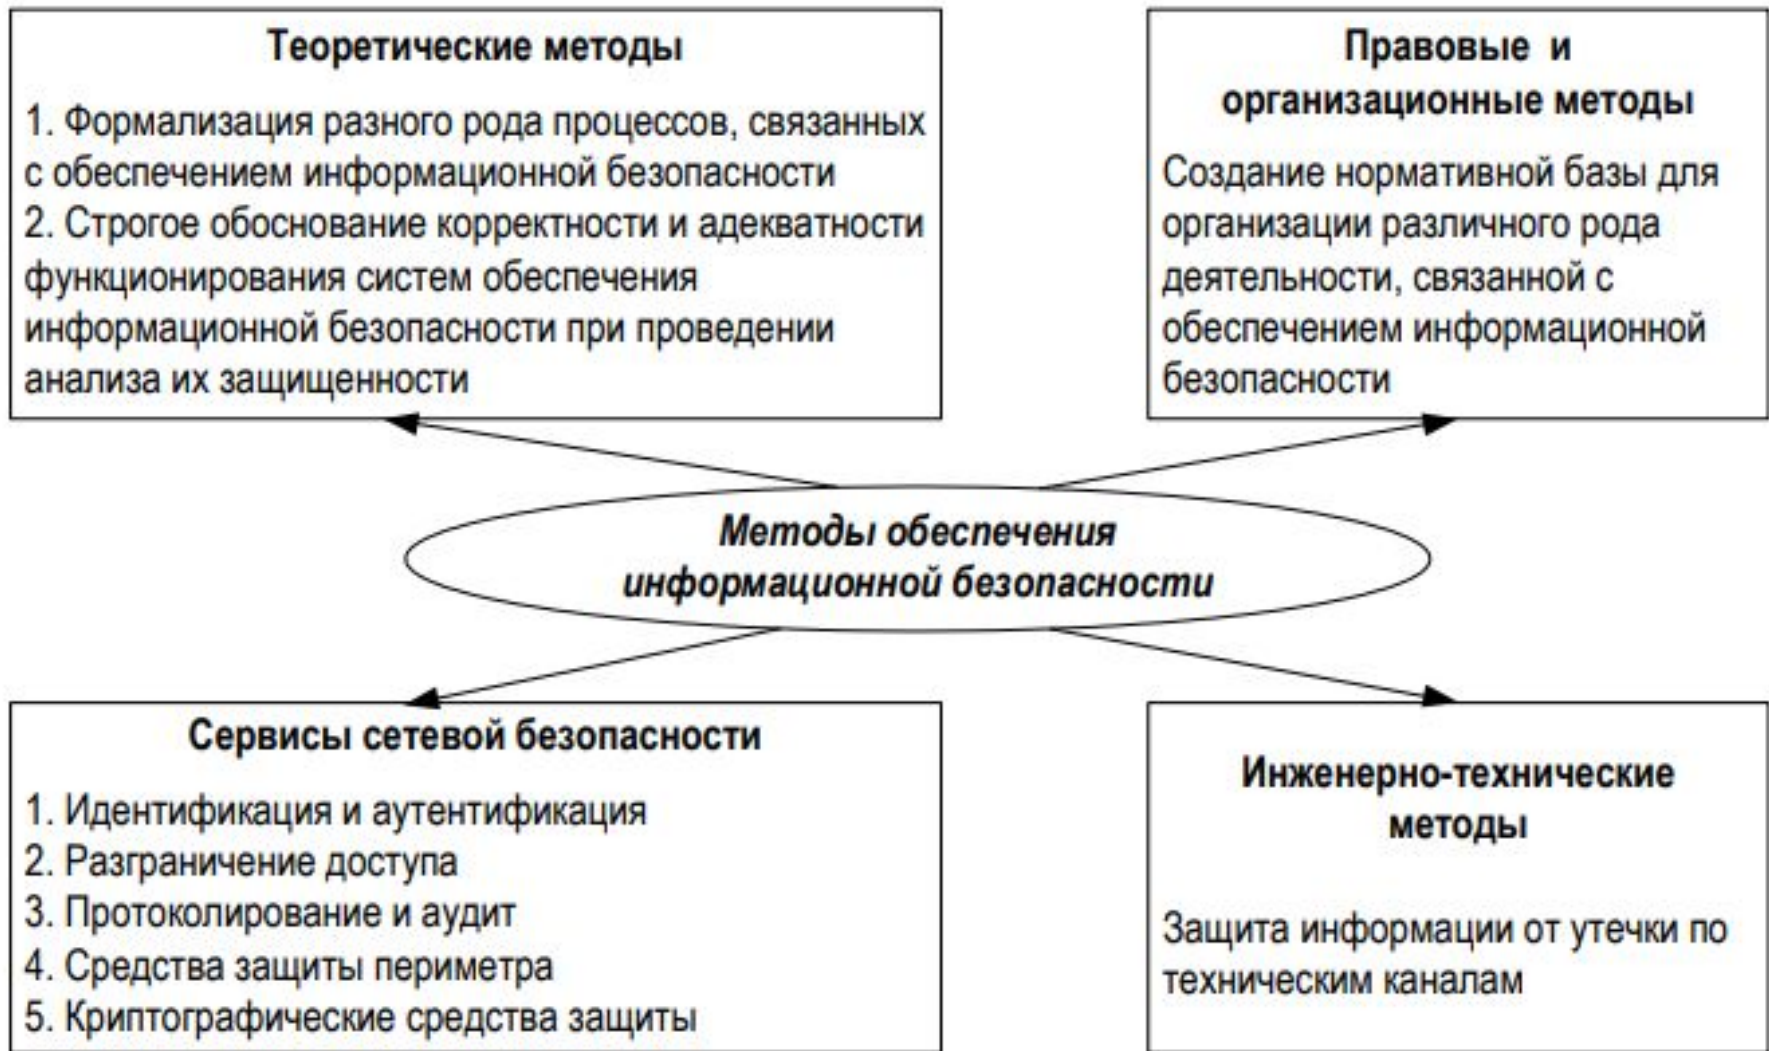 Теоретические методы
1. Формализация разного рода процессов, связанных
с обеспечением информационной безопасности
2. Строгое обоснование корректности и адекватности
функционирования систем обеспечения
информационной безопасности при проведении
анализа их защищенности
Правовые и
организационные методы
Создание нормативной базы для
организации различного рода
деятельности, связанной с
обеспечением информационной
безопасности
Методы обеспечения
информационной безопасности
Сервисы сетевой безопасности
1. Идентификация и аутентификация
2. Разграничение доступа
3. Протоколирование и аудит
4. Средства защиты периметра
5. Криптографические средства защиты
Инженерно-технические
методы
Защита информации от утечки по
техническим каналам